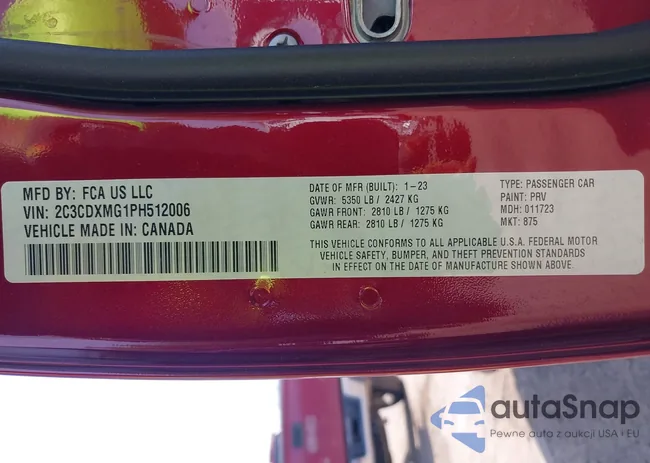 MFD BY: FCA US LLC
VIN: 2C3CDXMG1PH512006
VEHICLE MADE IN: CANADA
DATE OF MFR (BUILT): 1-23
GVWR: 5350 LB / 2427 KG
GAWR FRONT: 2810 LB / 1275 KG
GAWR REAR: 2810 LB / 1275 KG
TYPE: PASSENGER CAR
PAINT: PRV
MDH: 011723
MKT: 875
THIS VEHICLE CONFORMS TO ALL APPLICABLE U.S.A. FEDERAL MOTOR
VEHICLE SAFETY, BUMPER, AND THEFT PREVENTION STANDARDS
IN EFFECT ON THE DATE OF MANUFACTURE SHOWN ABOVE.
autaSnap
Pewne auta z aukcji USA i EU